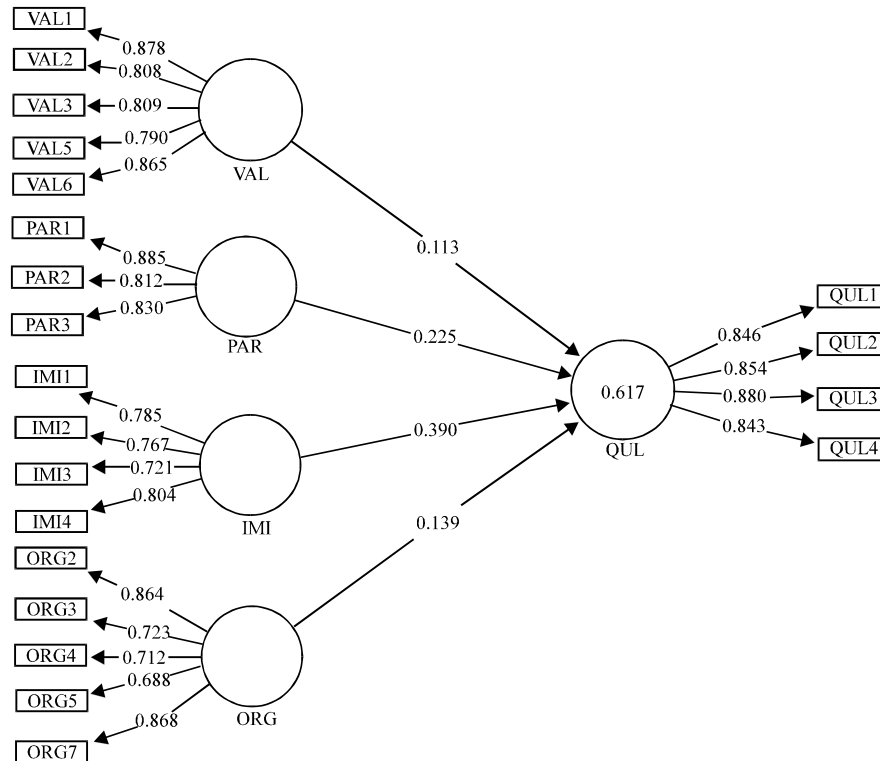 VAL1
0.878
VAL2
0.808
VAL3
0.809
VAL5
0.790
VAL6
0.865
VAL
PAR1
0.885
PAR2
0.812
PAR3
0.830
PAR
IMI1
0.785
IMI2
0.767
IMI3
0.721
IMI4
0.804
IMI
ORG2
0.864
ORG3
0.723
ORG4
0.712
ORG5
0.688
ORG7
0.868
ORG
0.113
0.225
0.390
0.139
0.617
QUL
0.846
QUL1
0.854
QUL2
0.880
QUL3
0.843
QUL4